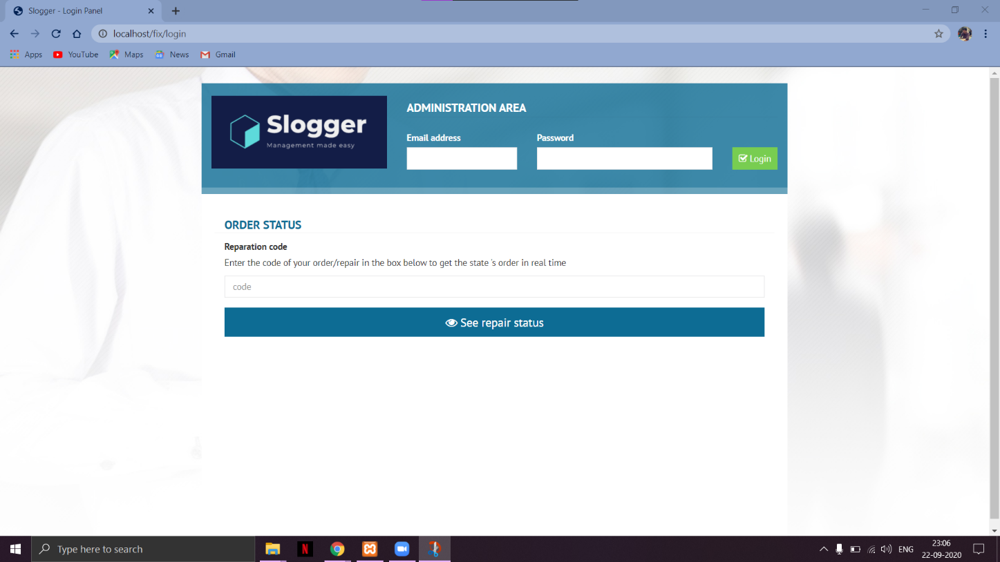 Slogger - Login Panel
localhost/fix/login
Apps YouTube Maps News Gmail
Slogger
Management made easy
ADMINISTRATION AREA
Email address Password
Login
ORDER STATUS
Reparation code
Enter the code of your order/repair in the box below to get the state 's order in real time
code
See repair status
Type here to search
N
ENG
23:06
22-09-2020